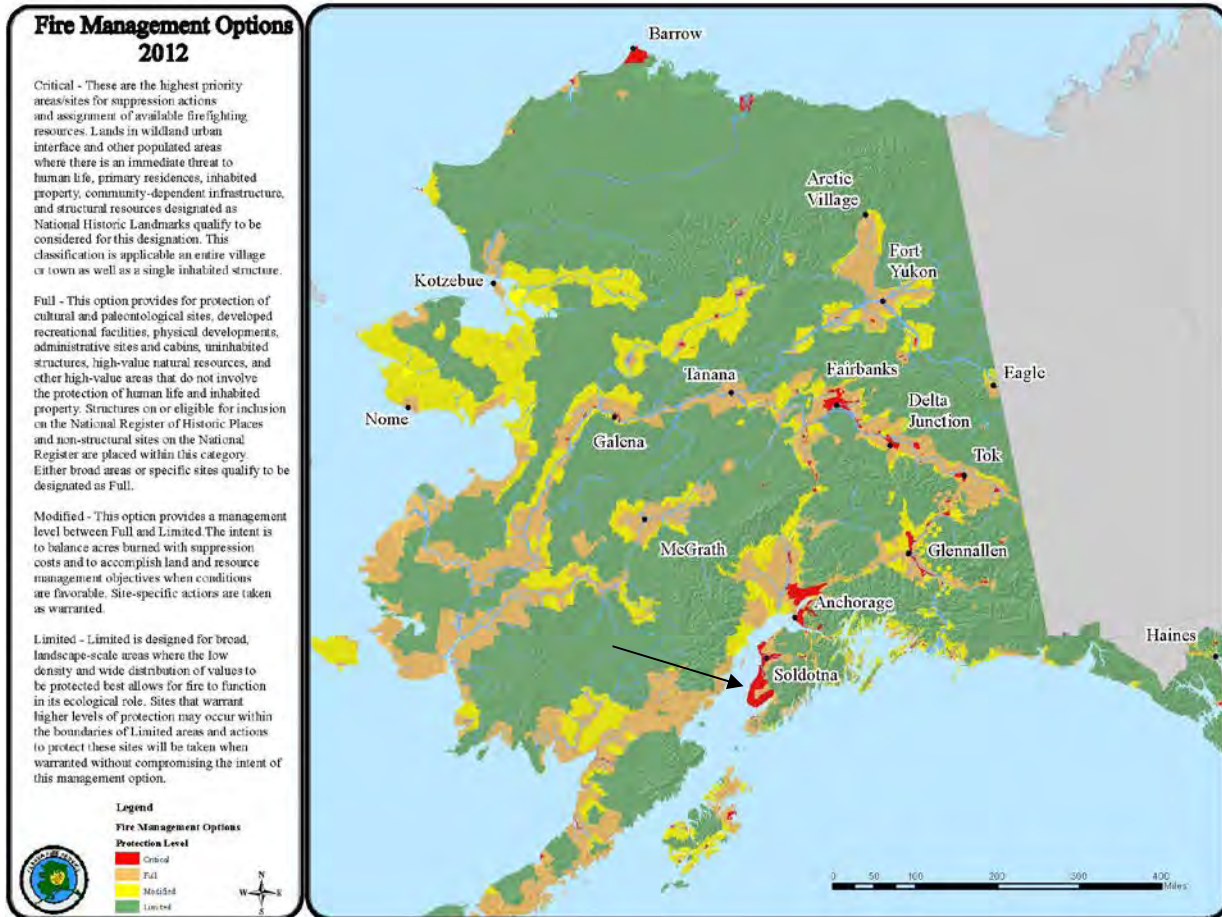 Fire Management Options
2012
Critical - These are the highest priority
areas/sites for suppression actions
and assignment of available firefighting
resources. Lands in wildland urban
interface and other populated areas
where there is an immediate threat to
human life, primary residences, inhabited
property, community-dependent infrastructure,
and structural resources designated as
National Historic Landmarks qualify to be
considered for this designation. This
classification is applicable an entire village
or town as well as a single inhabited structure.
Full - This option provides for protection of
cultural and paleontological sites, developed
recreational facilities, physical developments,
administrative sites and cabins, uninhabited
structures, high-value natural resources, and
other high-value areas that do not involve
the protection of human life and inhabited
property. Structures on or eligible for inclusion
on the National Register of Historic Places
and non-structural sites on the National
Register are placed within this category.
Either broad areas or specific sites qualify to be
designated as Full.
Modified - This option provides a management
level between Full and Limited.The intent is
to balance acres burned with suppression
costs and to accomplish land and resource
management objectives when conditions
are favorable. Site-specific actions are taken
as warranted.
Limited - Limited is designed for broad,
landscape-scale areas where the low
density and wide distribution of values to
be protected best allows for fire to function
in its ecological role. Sites that warrant
higher levels of protection may occur within
the boundaries of Limited areas and actions
to protect these sites will be taken when
warranted without compromising the intent of
this management option.
Legend
Fire Management Options
Protection Level
Critical
Full
Modified
Limited
N
W E
S
Barrow
Arctic
Village
Fort
Yukon
Kotzebue
Eagle
Fairbanks
Tanana
Delta
Junction
Nome
Galena
Tok
McGrath
Glennallen
Anchorage
Haines
Soldotna
0 50 100 200 300 400
Miles